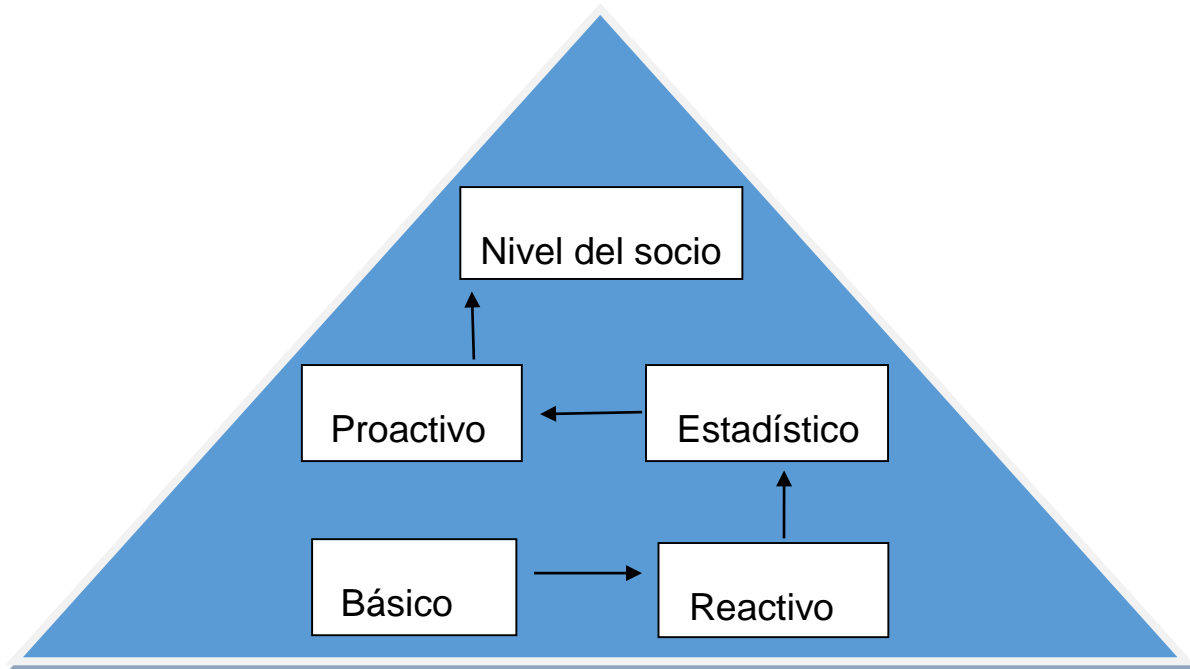 Nivel del socio
Proactivo
Estadístico
Básico
Reactivo